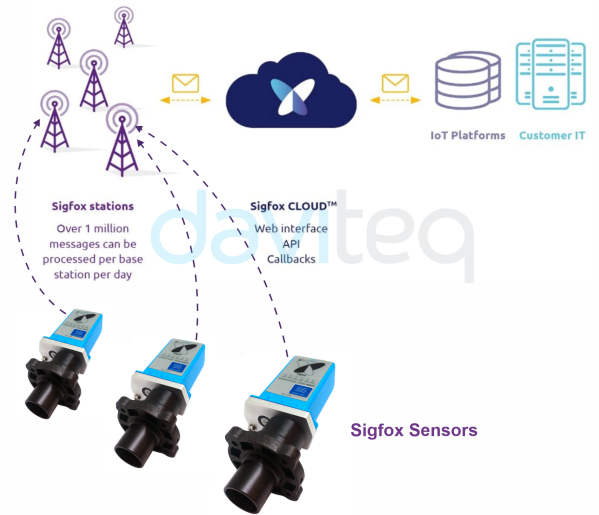 IoT Platforms
Customer IT
Sigfox stations
Over 1 million
messages can be
processed per base
station per day
Sigfox CLOUD™
Web interface
API
Callbacks
daviteq
Sigfox Sensors